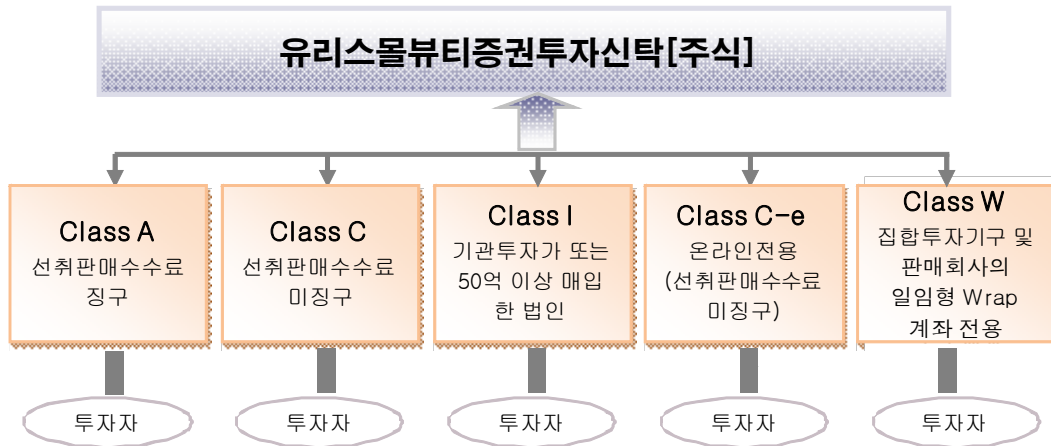 유리스몰뷰티증권투자신탁[주식]
Class A
선취판매수수료
징구
Class C
선취판매수수료
미징구
Class I
기관투자가 또는
50억 이상 매입
한 법인
Class C-e
온라인전용
(선취판매수수료
미징구)
Class W
집합투자기구 및
판매회사의
일임형 Wrap
계좌 전용
투자자
투자자
투자자
투자자
투자자